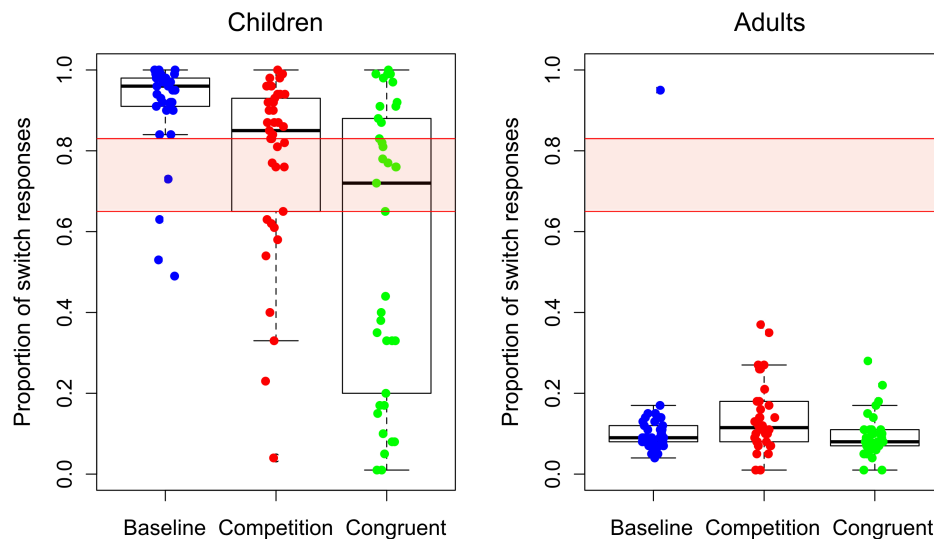 Children
Adults
Proportion of switch responses
1.0
0.8
0.6
0.4
0.2
0.0
Baseline Competition Congruent
Proportion of switch responses
1.0
0.8
0.6
0.4
0.2
0.0
Baseline Competition Congruent